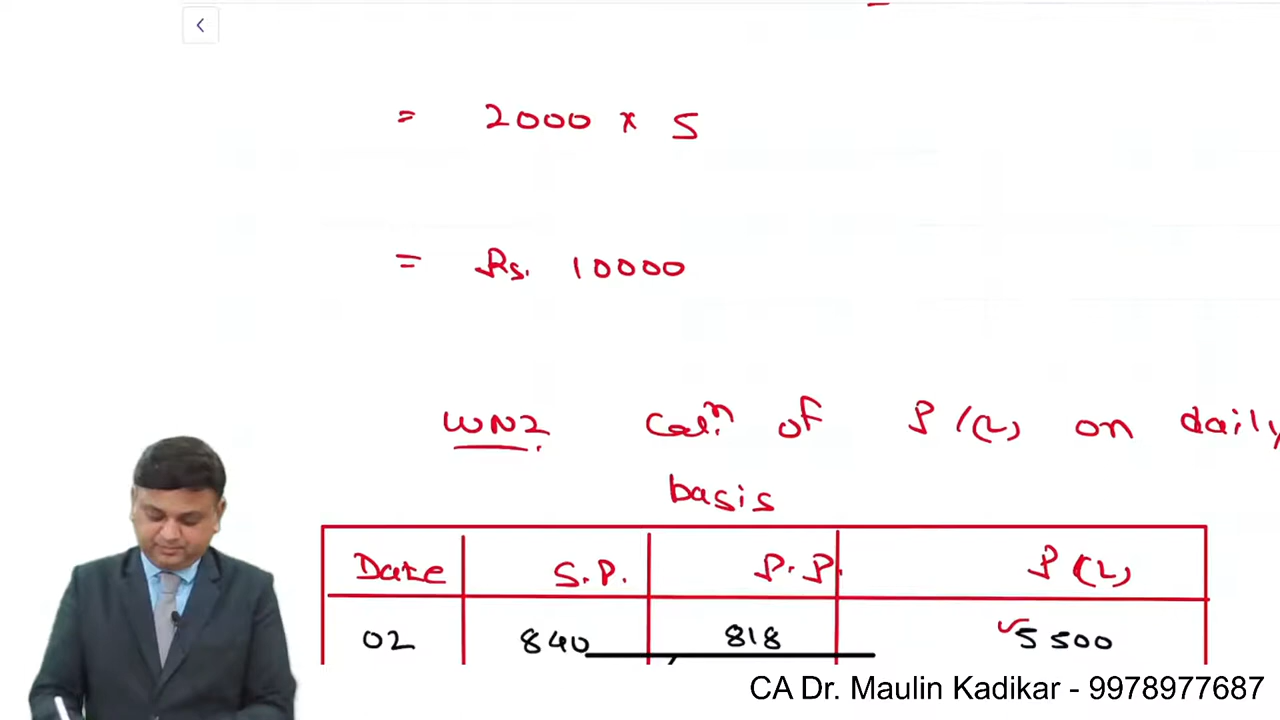 = 2000 × 5
= Rs. 10000
WN2. Cal.n of P/(L) on daily
basis
Date S.P. P.P. P(L)
02 840 818 5500
CA Dr. Maulin Kadikar - 9978977687